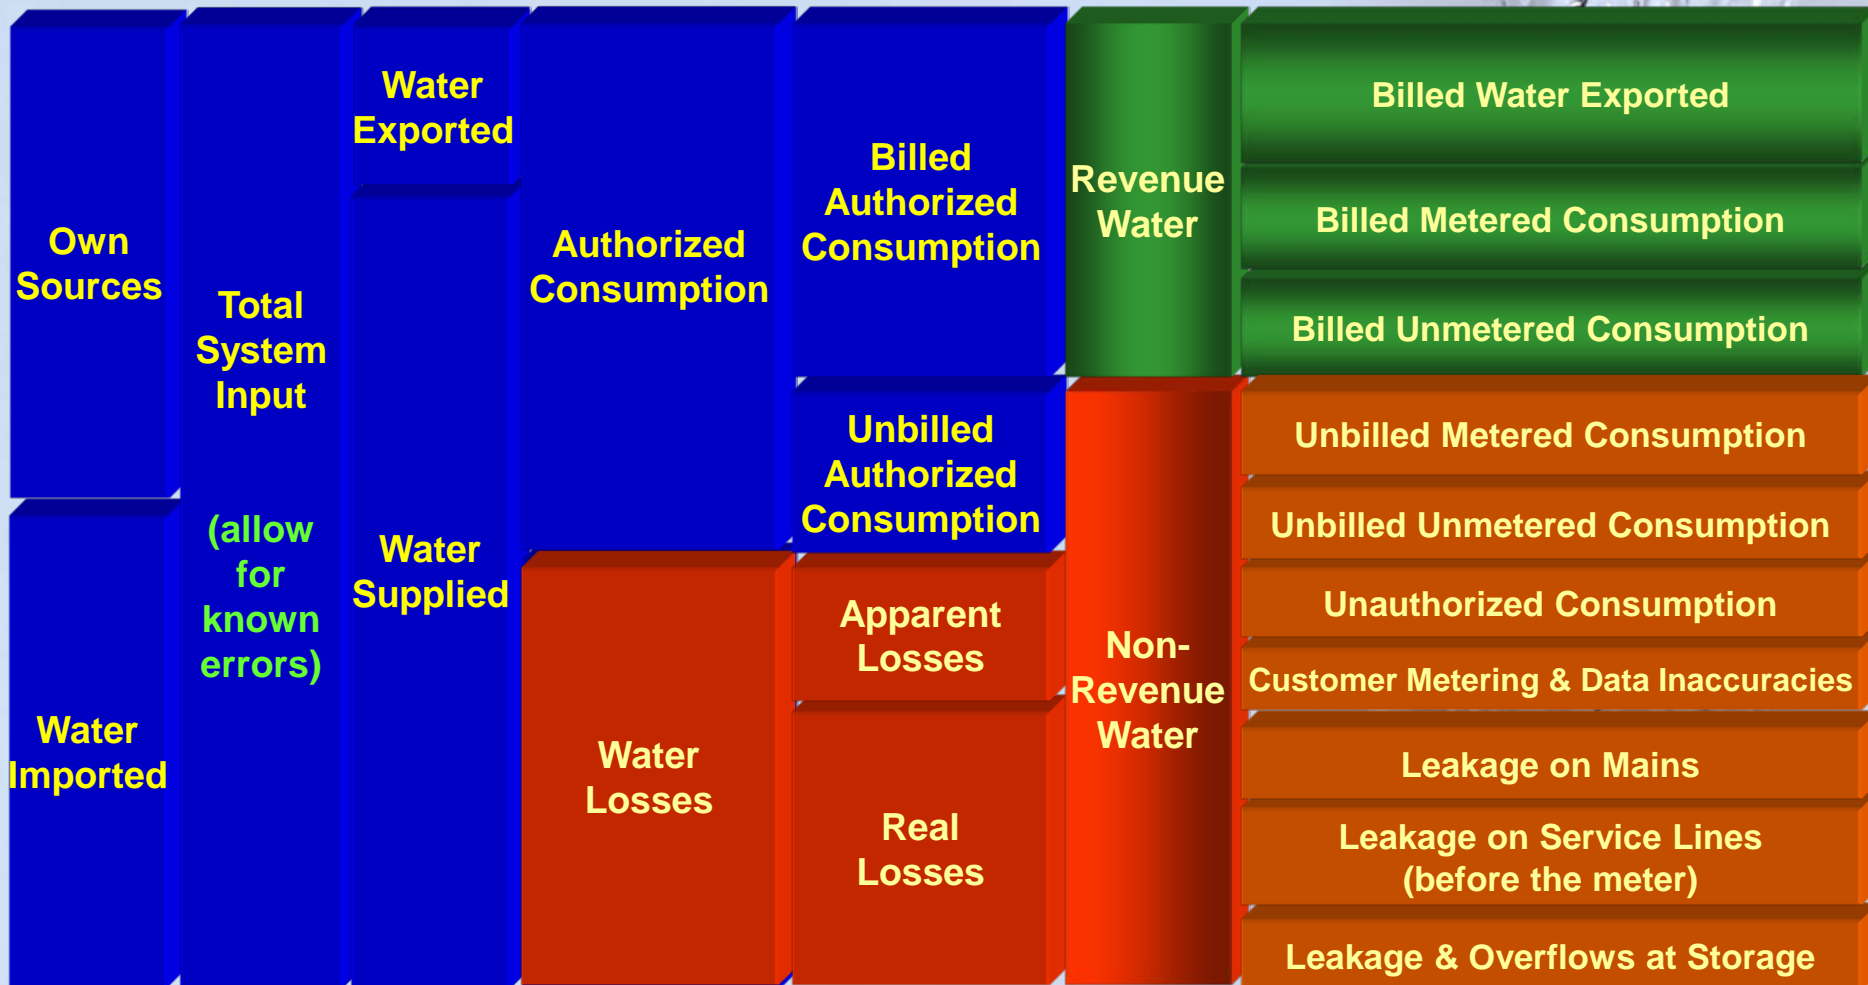 Own
Sources
Water
Imported
Total
System
Input
(allow
for
known
errors)
Water
Exported
Water
Supplied
Authorized
Consumption
Water
Losses
Billed
Authorized
Consumption
Unbilled
Authorized
Consumption
Apparent
Losses
Real
Losses
Revenue
Water
Non-
Revenue
Water
Billed Water Exported
Billed Metered Consumption
Billed Unmetered Consumption
Unbilled Metered Consumption
Unbilled Unmetered Consumption
Unauthorized Consumption
Customer Metering & Data Inaccuracies
Leakage on Mains
Leakage on Service Lines
(before the meter)
Leakage & Overflows at Storage